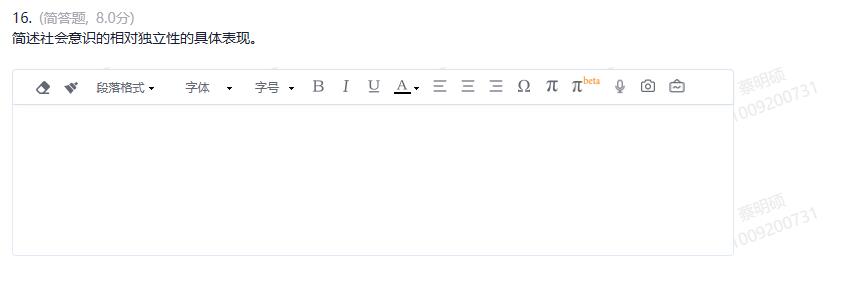 16. (简答题, 8.0分)
简述社会意识的相对独立性的具体表现。
段落格式 字体 字号 B I U A Ω π π beta
蔡明硕
1009200731
蔡明硕
1009200731